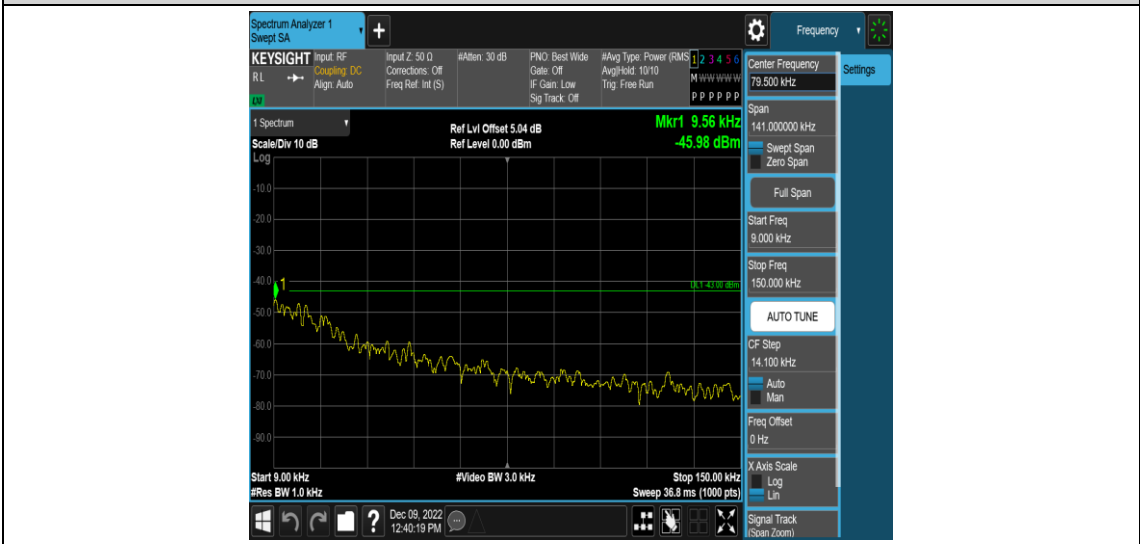 Spectrum Analyzer 1
Swept SA
+
Frequency
KEYSIGHT
RL
LXI
Input: RF
Coupling: DC
Align: Auto
Input Z: 50 Ω
Corrections: Off
Freq Ref: Int (S)
#Atten: 30 dB
PNO: Best Wide
Gate: Off
IF Gain: Low
Sig Track: Off
#Avg Type: Power (RMS
Avg|Hold: 10/10
Trig: Free Run
1 2 3 4 5 6
M W W W W W
P P P P P P
Center Frequency
79.500 kHz
Settings
Span
141.000000 kHz
Swept Span
Zero Span
Full Span
Start Freq
9.000 kHz
Stop Freq
150.000 kHz
AUTO TUNE
CF Step
14.100 kHz
Auto
Man
Freq Offset
0 Hz
X Axis Scale
Log
Lin
Signal Track
(Span Zoom)
1 Spectrum
Scale/Div 10 dB
Log
Ref Lvl Offset 5.04 dB
Ref Level 0.00 dBm
Mkr1 9.56 kHz
-45.98 dBm
-10.0
-20.0
-30.0
-40.0
-50.0
-60.0
-70.0
-80.0
-90.0
1
DL1 -43.00 dBm
Start 9.00 kHz
#Res BW 1.0 kHz
#Video BW 3.0 kHz
Stop 150.00 kHz
Sweep 36.8 ms (1000 pts)
?
Dec 09, 2022
12:40:19 PM